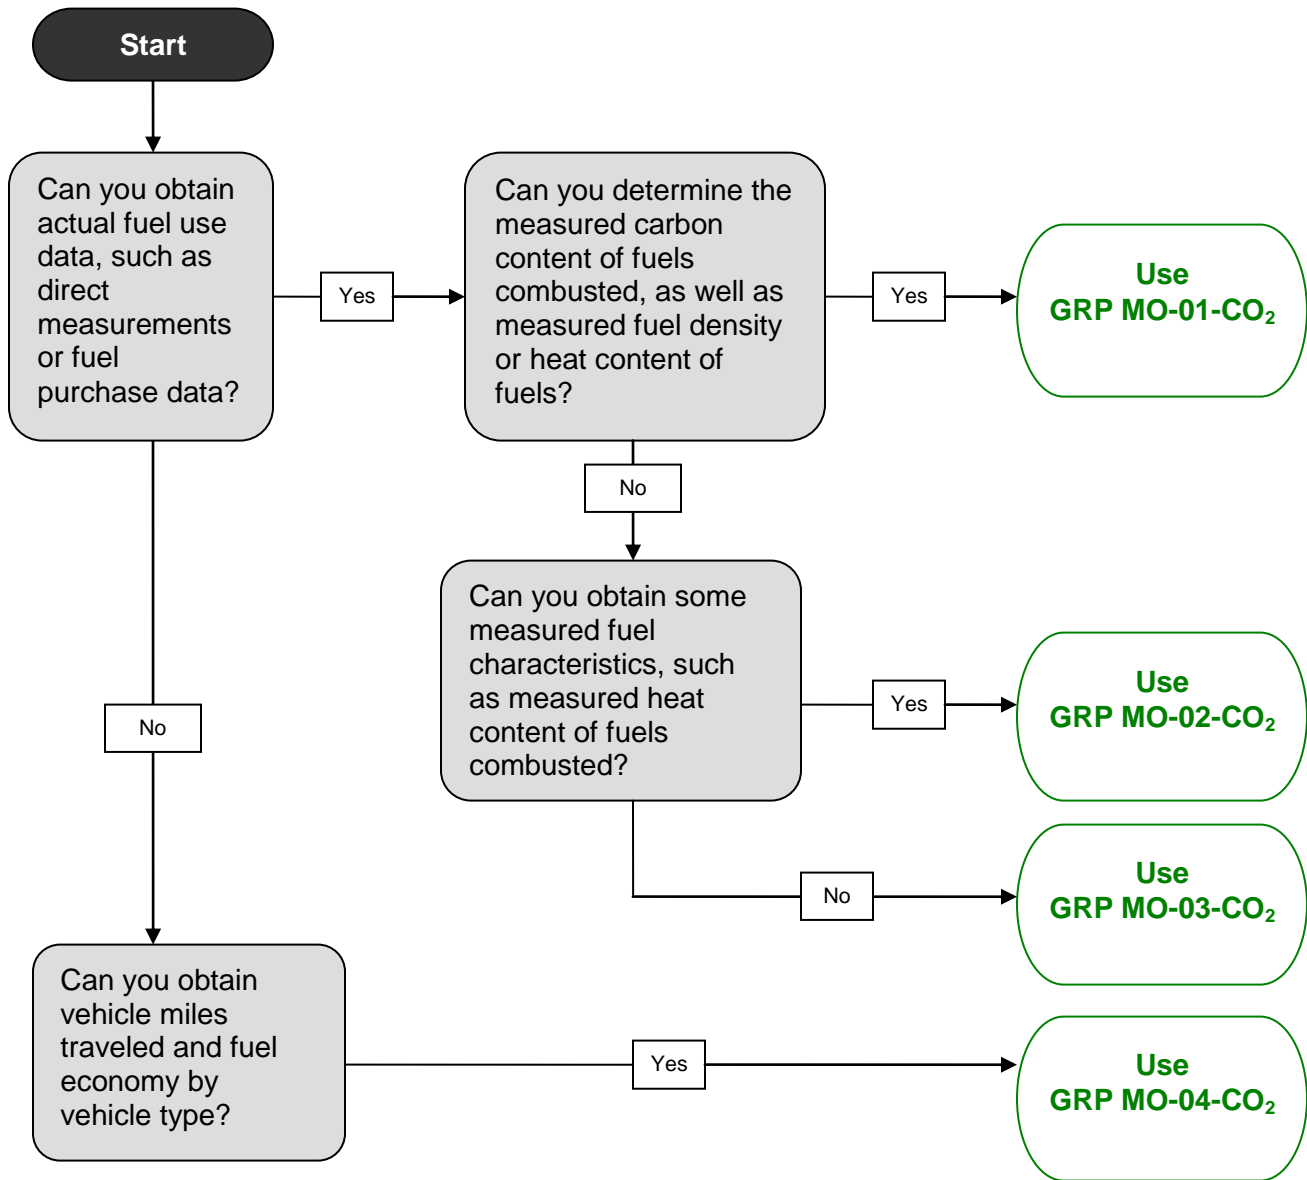 Start
Can you obtain
actual fuel use
data, such as
direct
measurements
or fuel
purchase data?
Yes
Can you determine the
measured carbon
content of fuels
combusted, as well as
measured fuel density
or heat content of
fuels?
Yes
Use
GRP MO-01-CO₂
No
Can you obtain some
measured fuel
characteristics, such
as measured heat
content of fuels
combusted?
Yes
Use
GRP MO-02-CO₂
No
Use
GRP MO-03-CO₂
No
Can you obtain
vehicle miles
traveled and fuel
economy by
vehicle type?
Yes
Use
GRP MO-04-CO₂